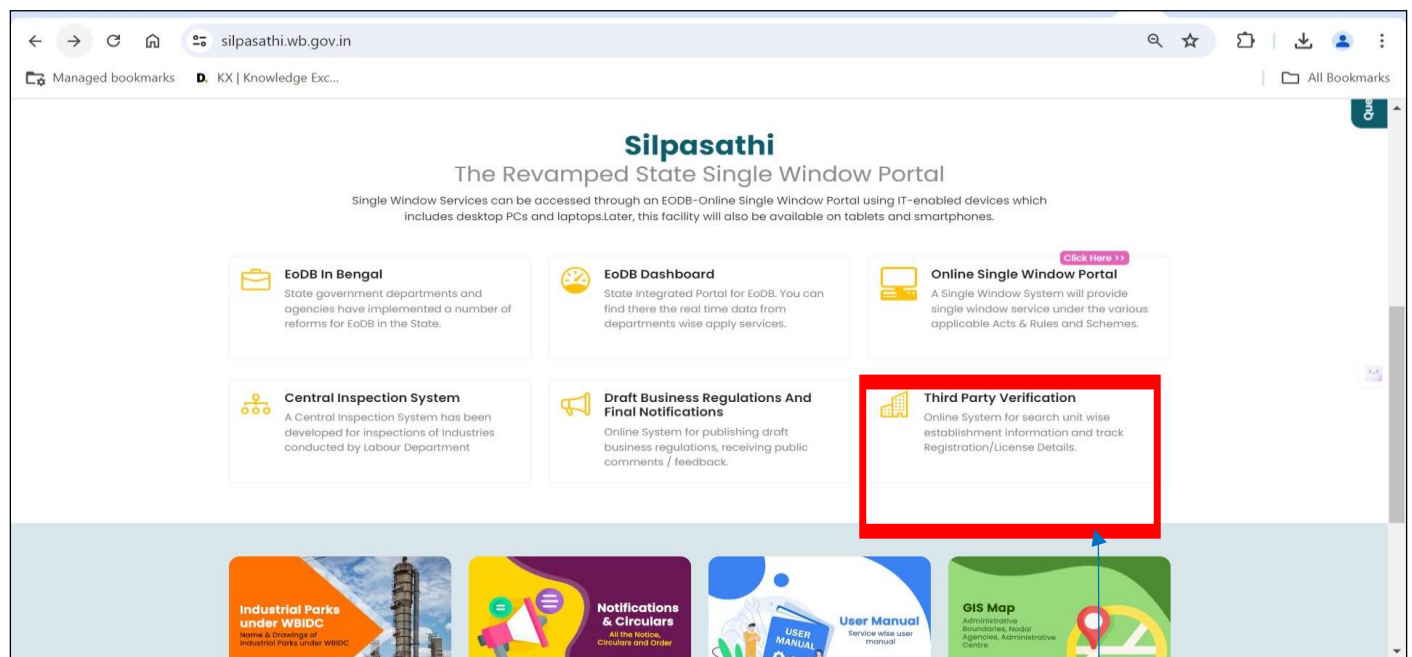 silpasathi.wb.gov.in
Managed bookmarks
D. KX | Knowledge Exc...
All Bookmarks
Que
Silpasathi
The Revamped State Single Window Portal
Single Window Services can be accessed through an EODB-Online Single Window Portal using IT-enabled devices which
includes desktop PCs and laptops.Later, this facility will also be available on tablets and smartphones.
EoDB In Bengal
State government departments and
agencies have implemented a number of
reforms for EoDB in the State.
EoDB Dashboard
State Integrated Portal for EoDB. You can
find there the real time data from
departments wise apply services.
Click Here >>
Online Single Window Portal
A Single Window System will provide
single window service under the various
applicable Acts & Rules and Schemes.
Central Inspection System
A Central Inspection System has been
developed for inspections of Industries
conducted by Labour Department
Draft Business Regulations And
Final Notifications
Online System for publishing draft
business regulations, receiving public
comments / feedback.
Third Party Verification
Online System for search unit wise
establishment information and track
Registration/License Details.
Industrial Parks
under WBIDC
Name & Drawings of
Industrial Parks under WBIDC
Notifications
& Circulars
All the Notice,
Circulars and Order
USER
MANUAL
User Manual
Service wise user
manual
GIS Map
Administrative
Boundaries, Nodal
Agencies, Administrative
Centre